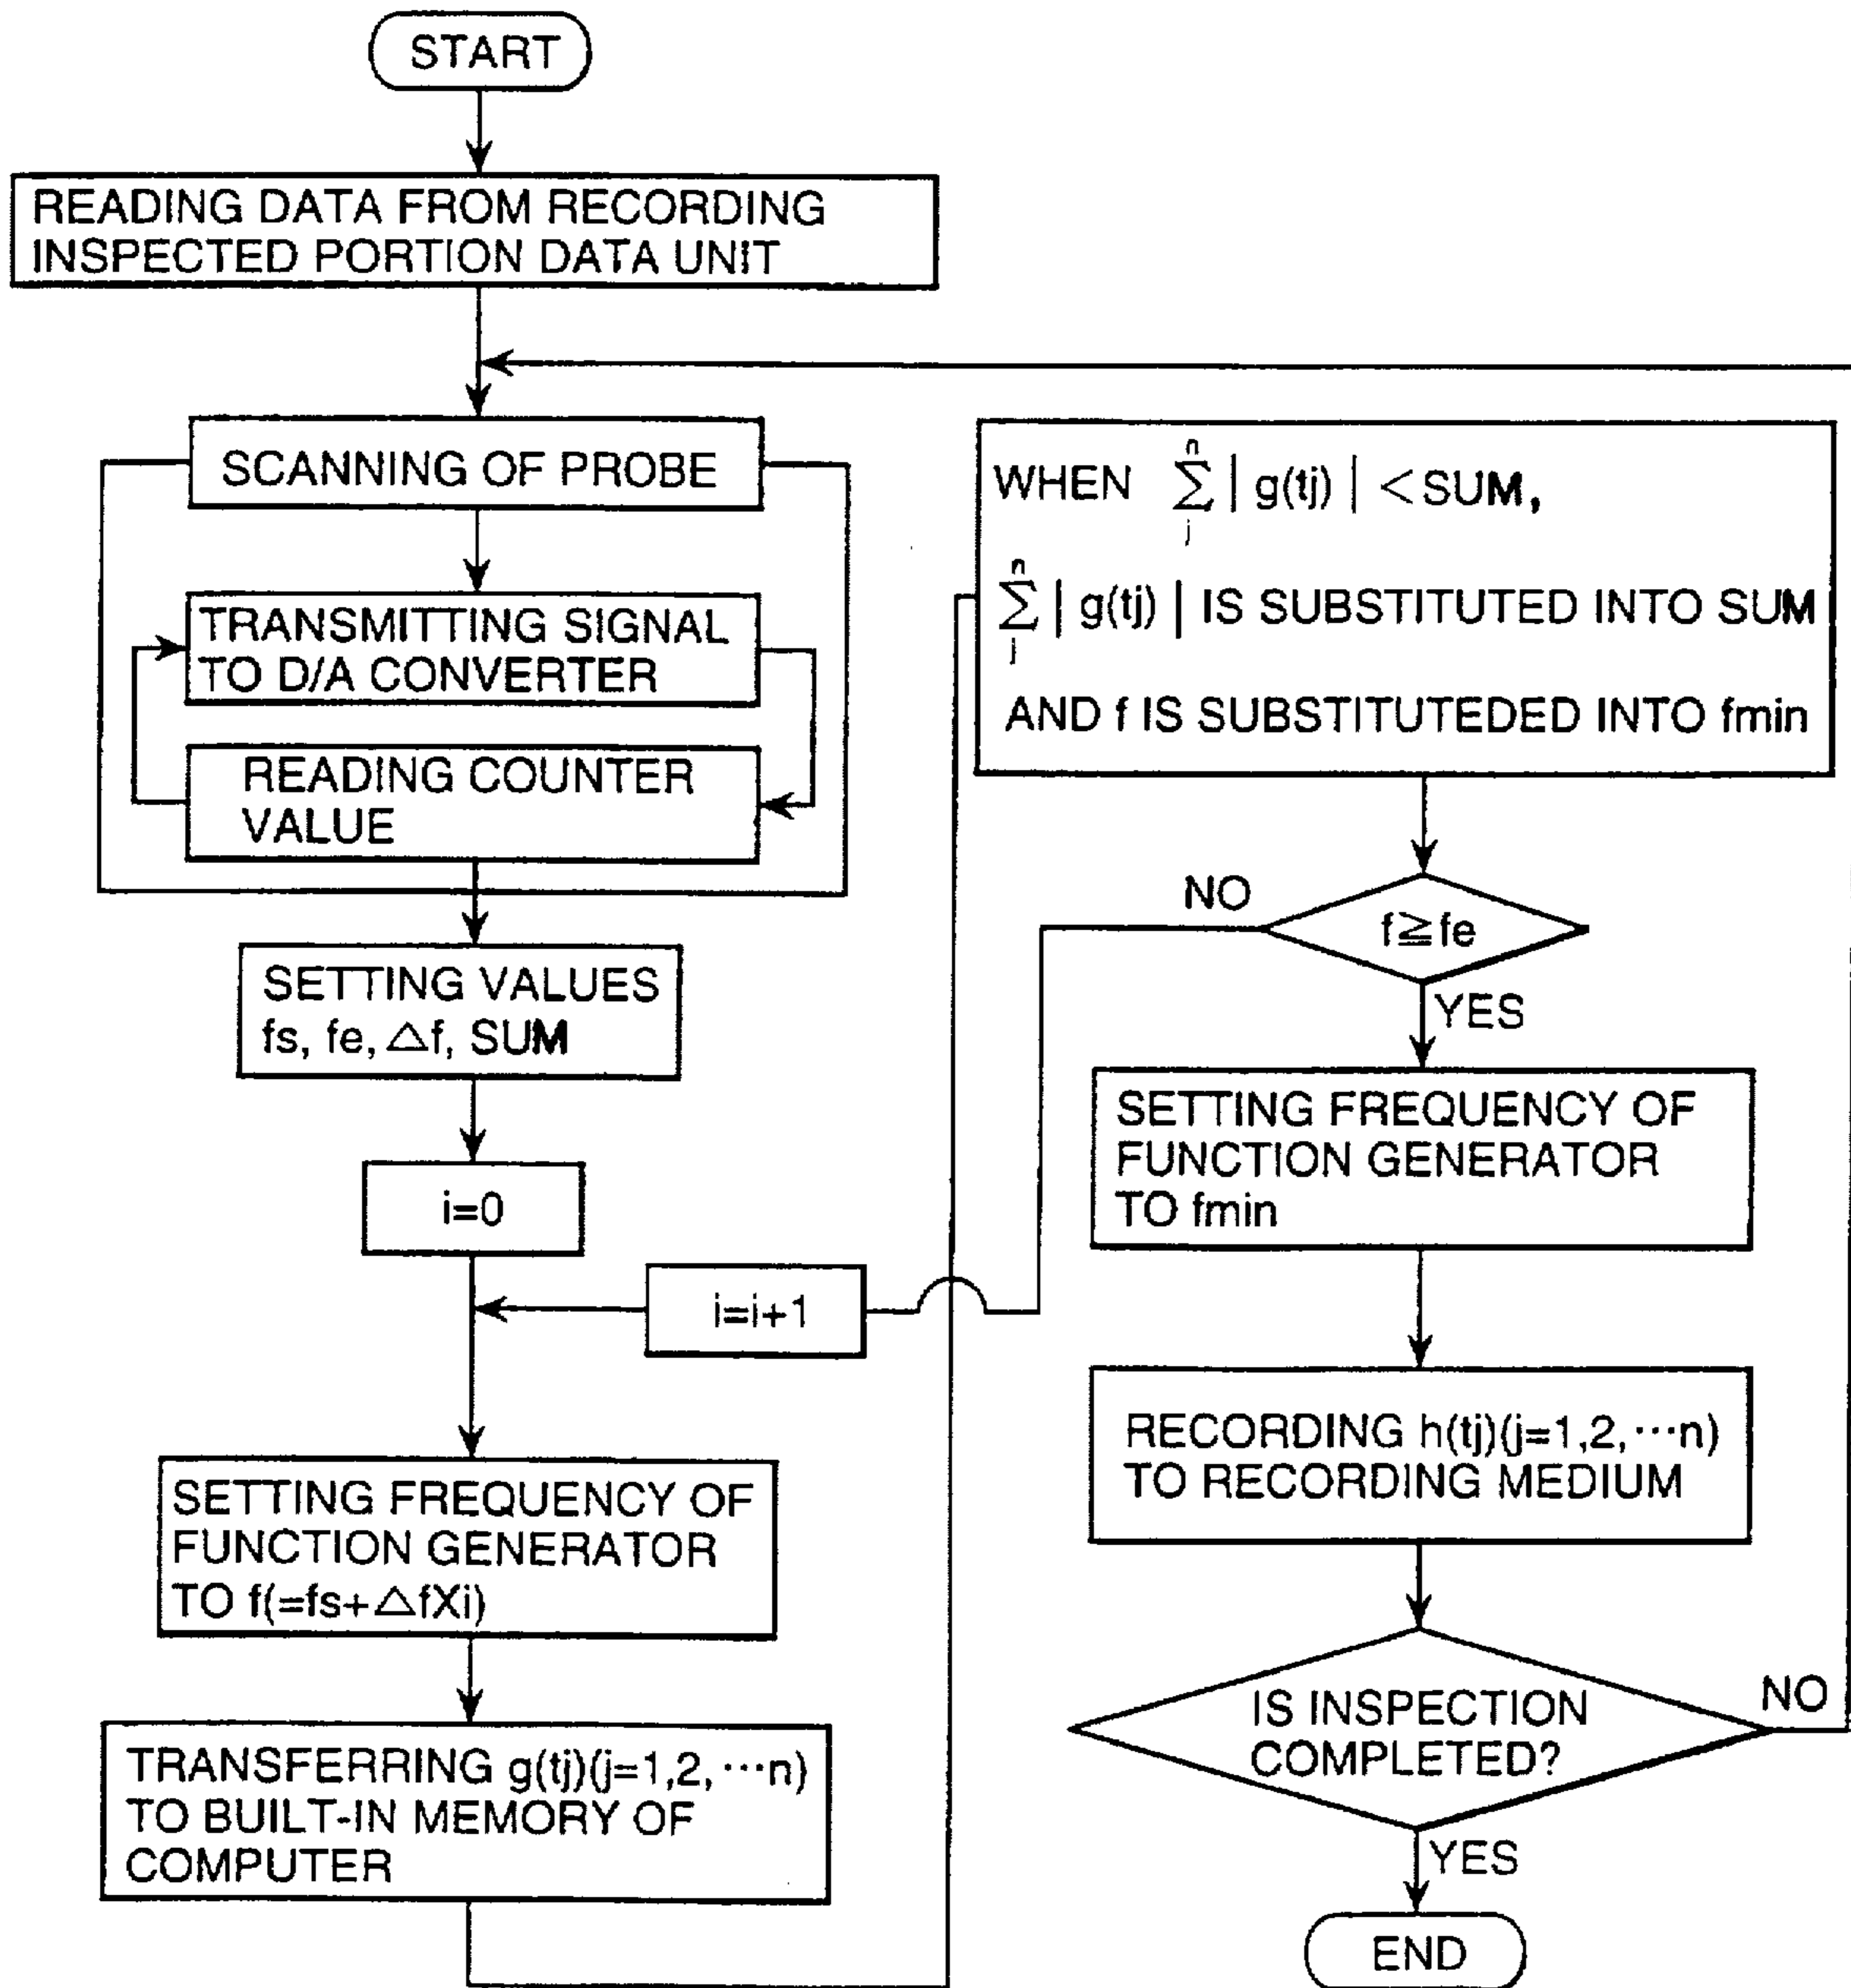 START
READING DATA FROM RECORDING
INSPECTED PORTION DATA UNIT
SCANNING OF PROBE
TRANSMITTING SIGNAL
TO D/A CONVERTER
READING COUNTER
VALUE
SETTING VALUES
fs, fe, △f, SUM
i=0
i=i+1
SETTING FREQUENCY OF
FUNCTION GENERATOR
TO f(=fs+△fXi)
TRANSFERRING g(tj)(j=1,2, ···n)
TO BUILT-IN MEMORY OF
COMPUTER
WHEN n∑j | g(tj) | <SUM,
n∑j | g(tj) | IS SUBSTITUTED INTO SUM
AND f IS SUBSTITUTEDED INTO fmin
f≧fe
NO
YES
SETTING FREQUENCY OF
FUNCTION GENERATOR
TO fmin
RECORDING h(tj)(j=1,2, ···n)
TO RECORDING MEDIUM
IS INSPECTION
COMPLETED?
NO
YES
END